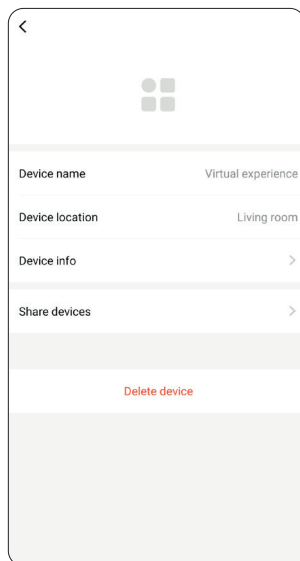 Device name Virtual experience
Device location Living room
Device info
Share devices
Delete device